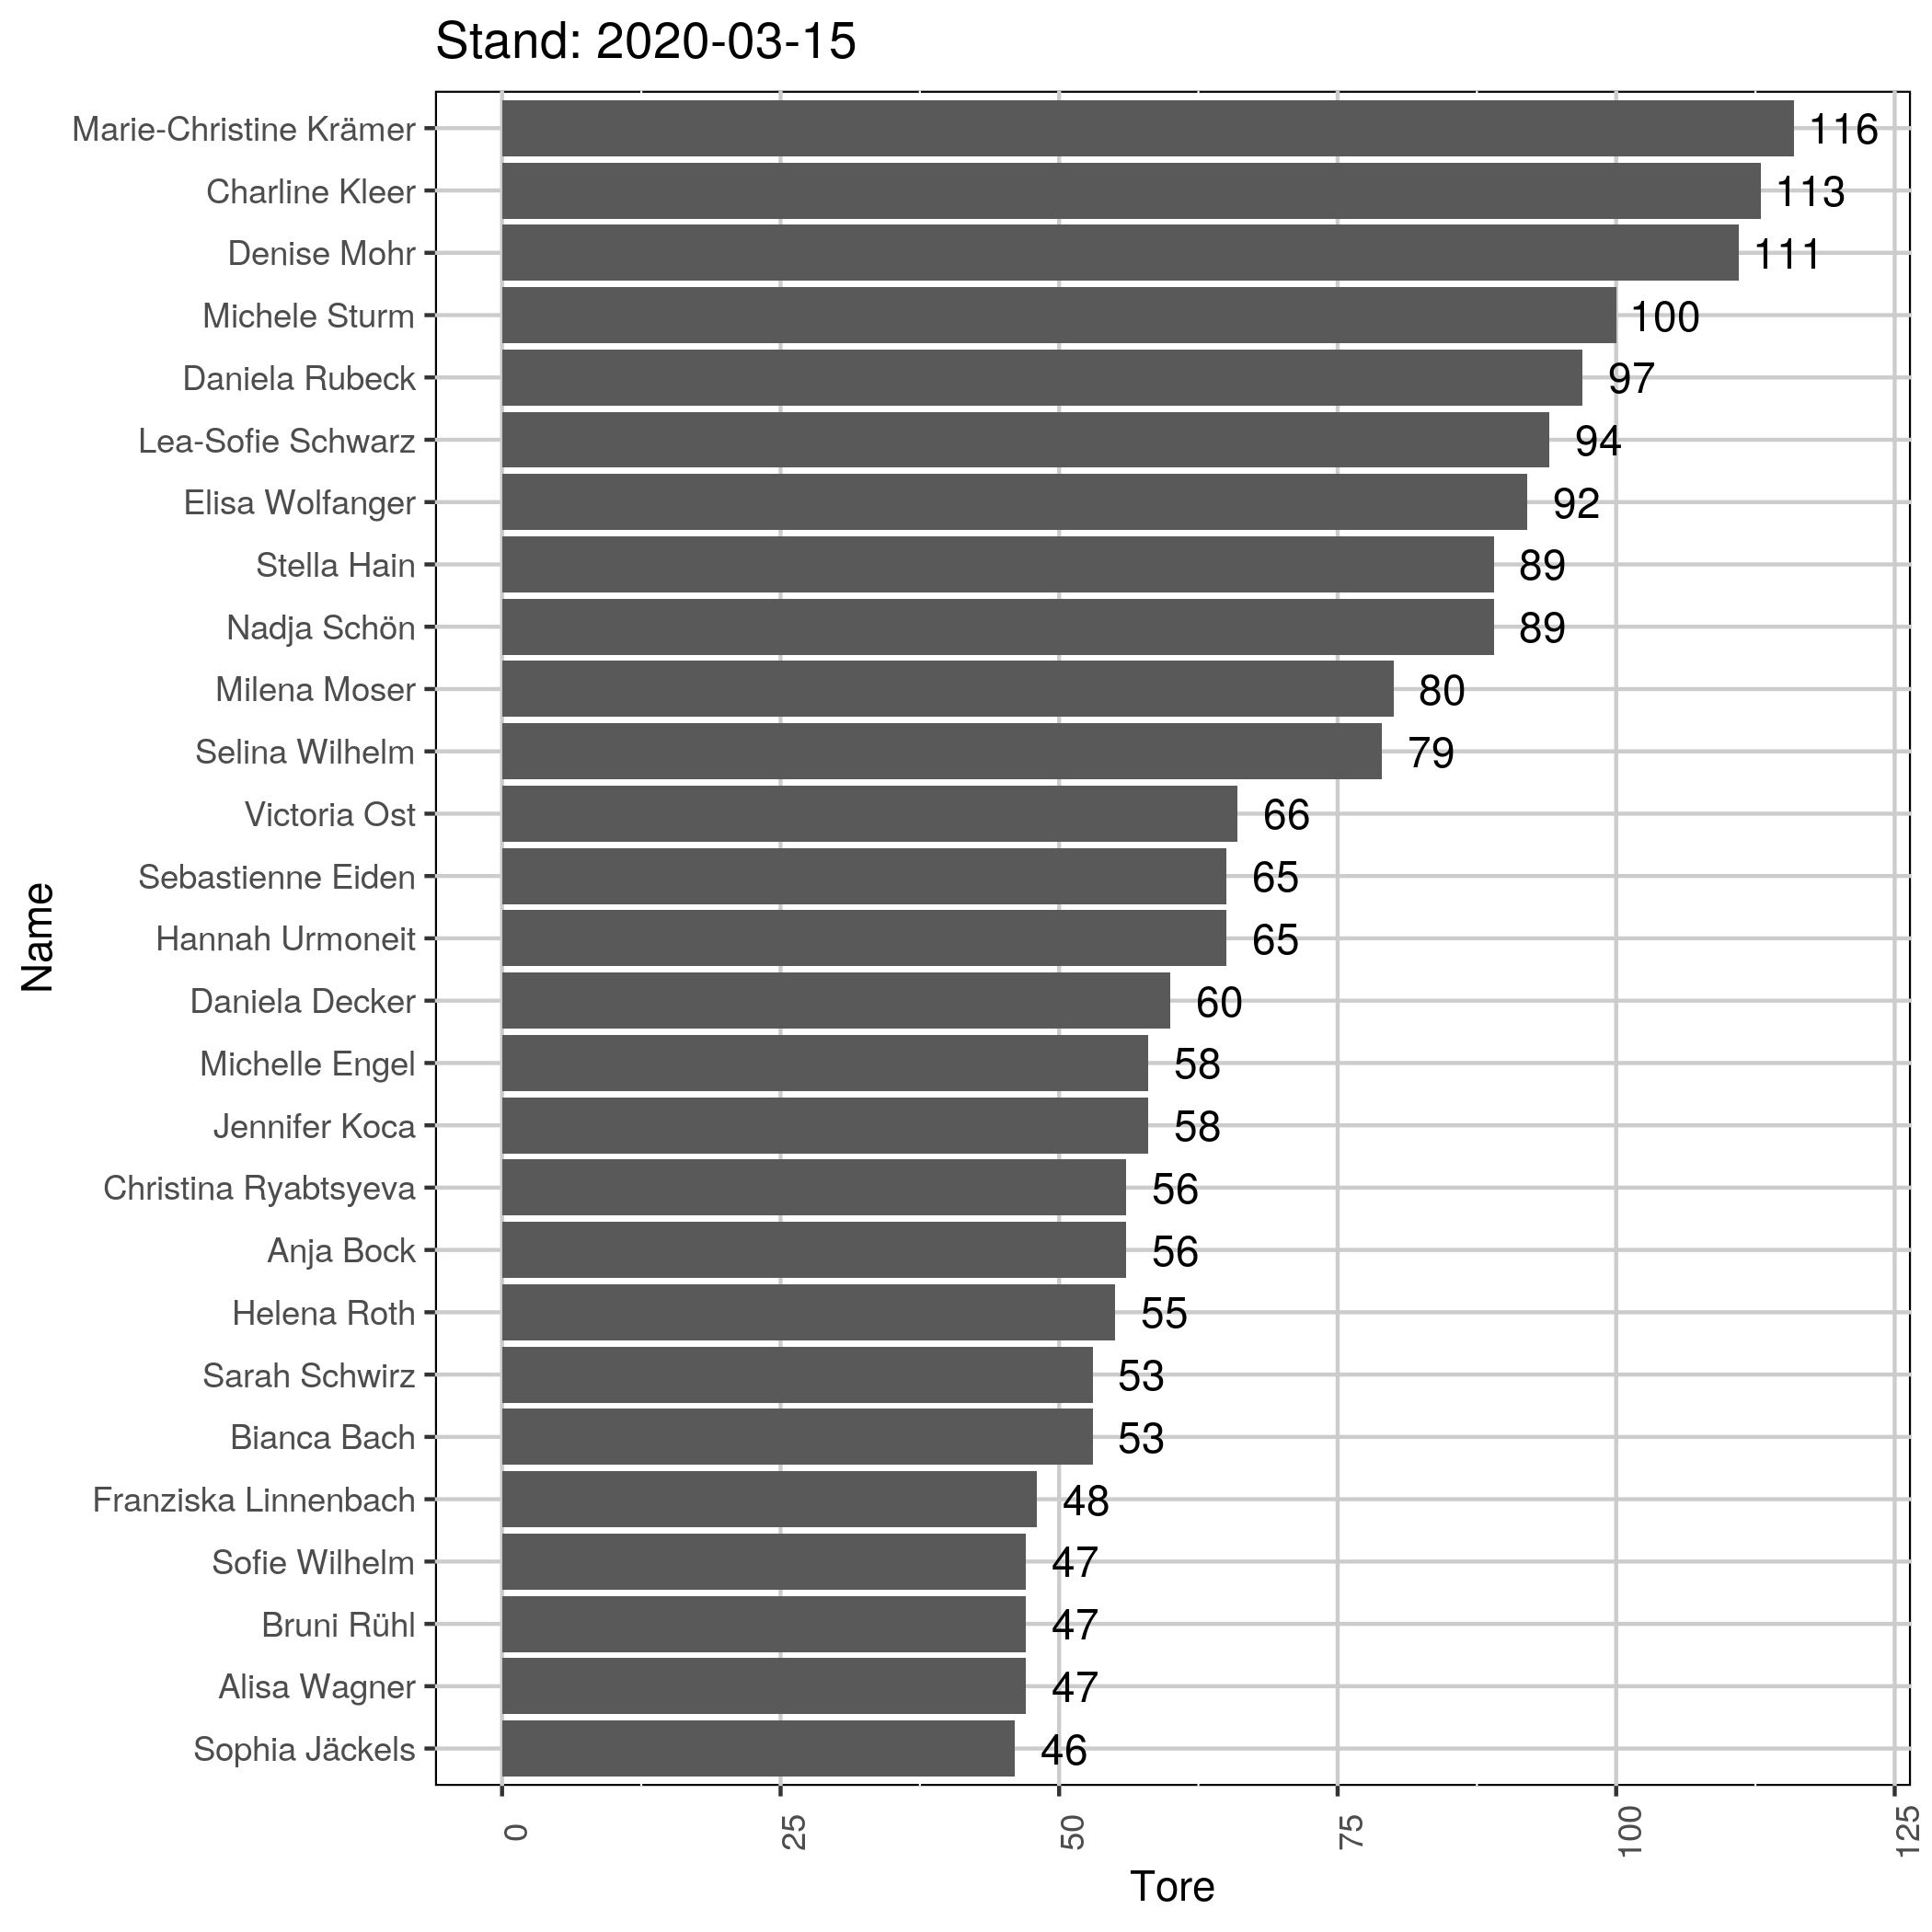 Stand: 2020-03-15
Marie-Christine Krämer 116
Charline Kleer 113
Denise Mohr 111
Michele Sturm 100
Daniela Rubeck 97
Lea-Sofie Schwarz 94
Elisa Wolfanger 92
Stella Hain 89
Nadja Schön 89
Milena Moser 80
Selina Wilhelm 79
Victoria Ost 66
Sebastienne Eiden 65
Hannah Urmoneit 65
Daniela Decker 60
Michelle Engel 58
Jennifer Koca 58
Christina Ryabtsyeva 56
Anja Bock 56
Helena Roth 55
Sarah Schwirz 53
Bianca Bach 53
Franziska Linnenbach 48
Sofie Wilhelm 47
Bruni Rühl 47
Alisa Wagner 47
Sophia Jäckels 46
Name
0 25 50 75 100 125
Tore